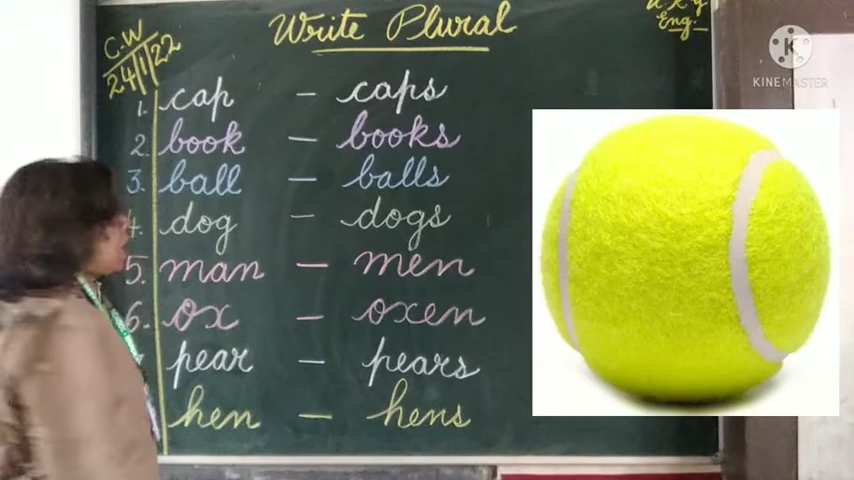 C.W
24/1/22
Write Plural
Eng.
KINEMASTER
1. cap - caps
2. book - books
3. ball - balls
4. dog - dogs
5. man - men
6. ox - oxen
pear - pears
hen - hens